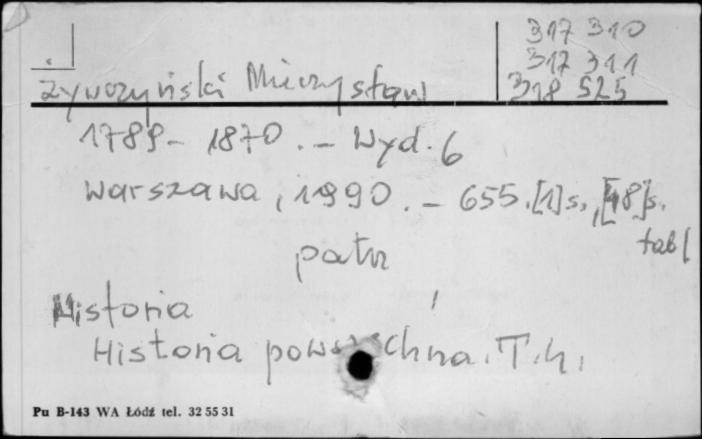 317 310
317 311
318 525
Żywczyński Mieczysław
1789 - 1870. - Wyd. 6
Warszawa, 1990. - 655, [1] s., [48] s.
tabl
patrz
Historia
Historia powszechna. T. 4.
Pu B-143 WA Łódź tel. 32 55 31